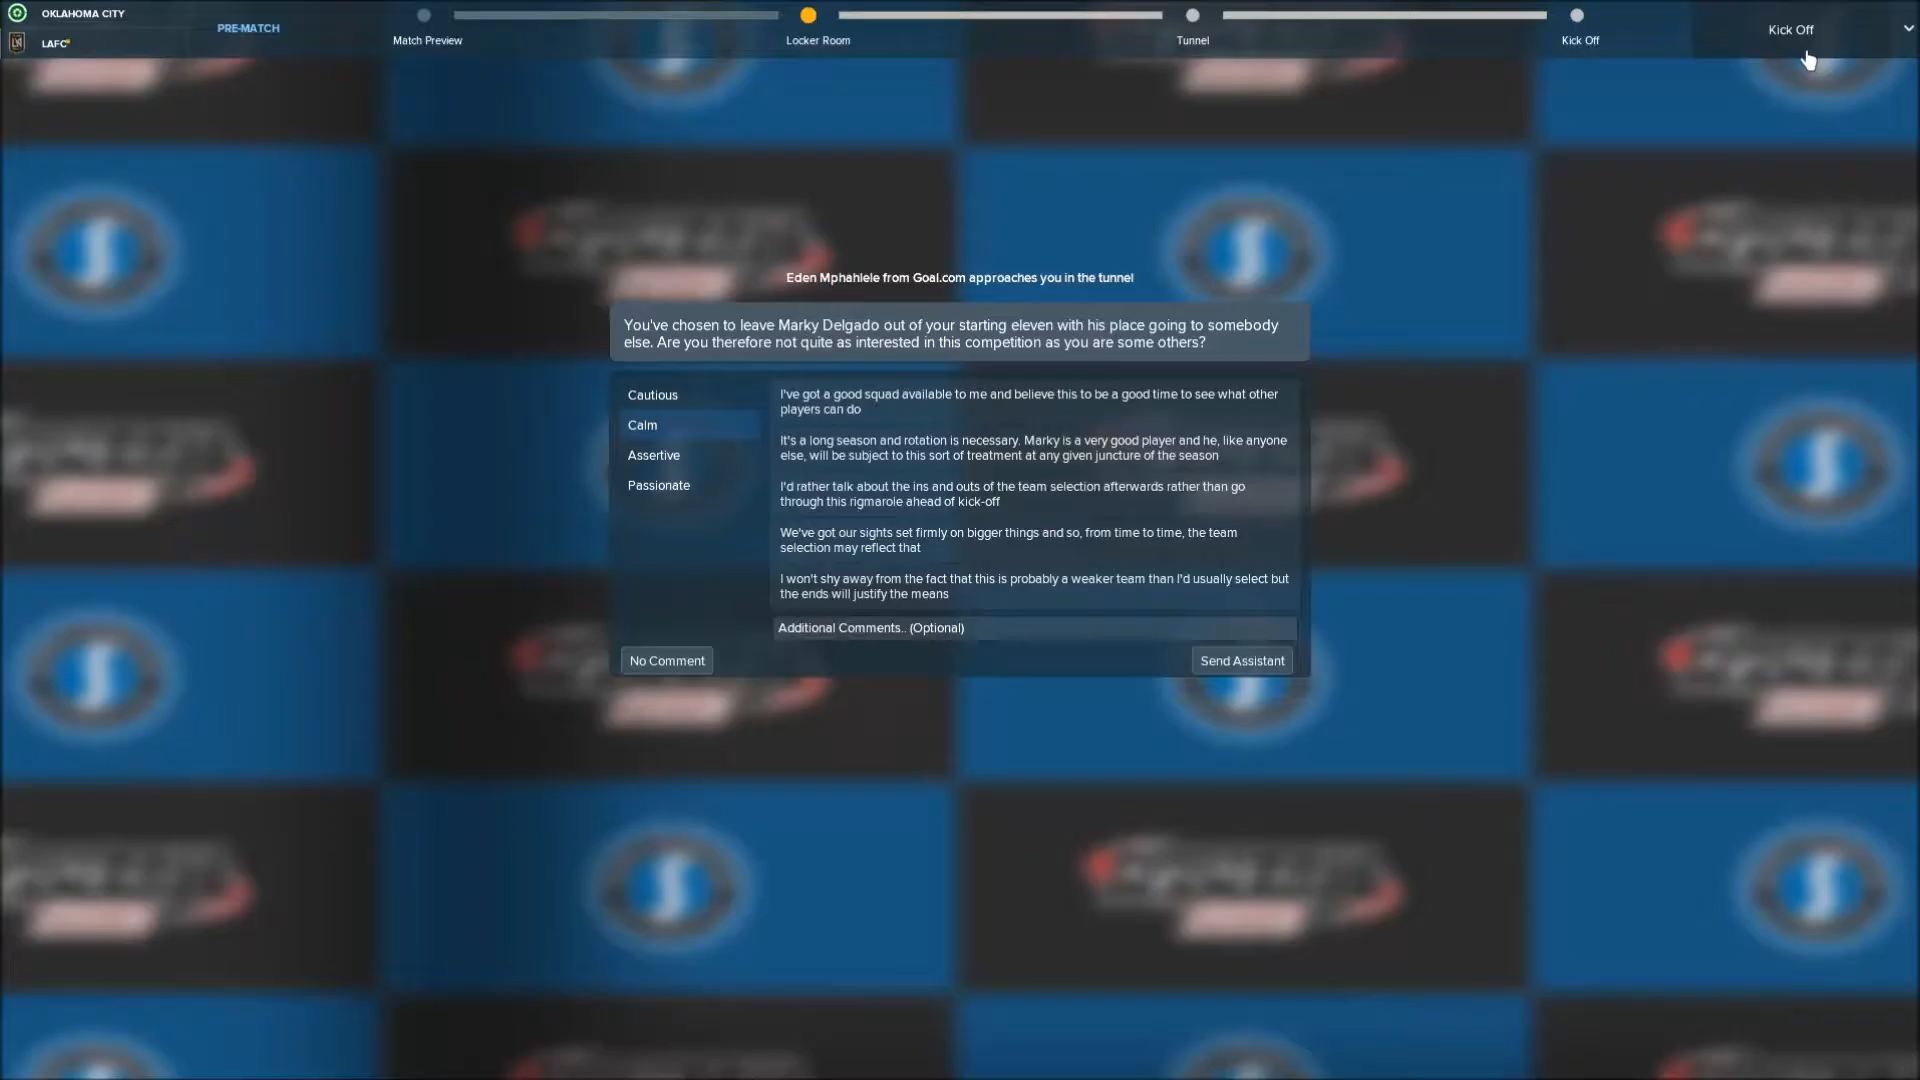 OKLAHOMA CITY
LAFC
PRE-MATCH
Match Preview
Locker Room
Tunnel
Kick Off
Kick Off
Eden Mphahlele from Goal.com approaches you in the tunnel
You've chosen to leave Marky Delgado out of your starting eleven with his place going to somebody
else. Are you therefore not quite as interested in this competition as you are some others?
Cautious
Calm
Assertive
Passionate
I've got a good squad available to me and believe this to be a good time to see what other
players can do
It's a long season and rotation is necessary. Marky is a very good player and he, like anyone
else, will be subject to this sort of treatment at any given juncture of the season
I'd rather talk about the ins and outs of the team selection afterwards rather than go
through this rigmarole ahead of kick-off
We've got our sights set firmly on bigger things and so, from time to time, the team
selection may reflect that
I won't shy away from the fact that this is probably a weaker team than I'd usually select but
the ends will justify the means
Additional Comments.. (Optional)
No Comment
Send Assistant